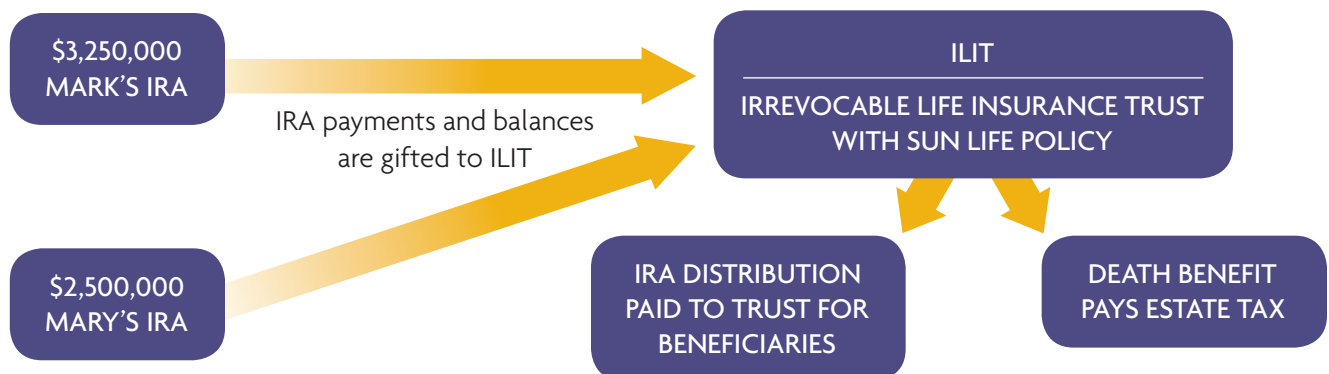 $3,250,000
MARK’S IRA
IRA payments and balances
are gifted to ILIT
$2,500,000
MARY’S IRA
ILIT
IRREVOCABLE LIFE INSURANCE TRUST
WITH SUN LIFE POLICY
IRA DISTRIBUTION
PAID TO TRUST FOR
BENEFICIARIES
DEATH BENEFIT
PAYS ESTATE TAX